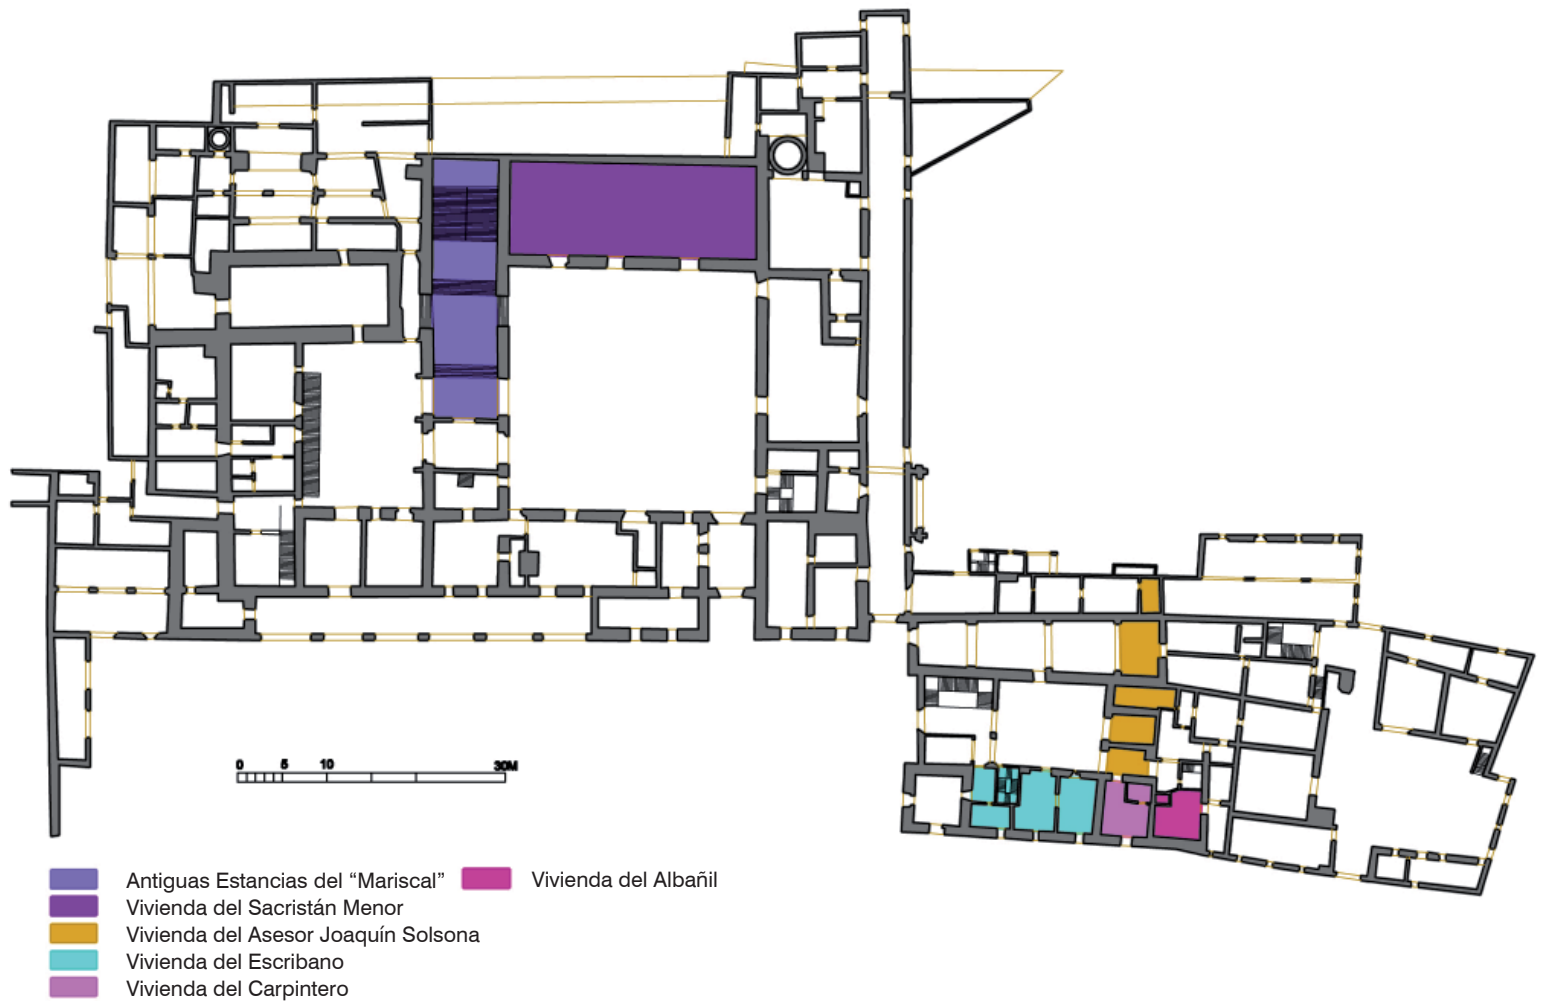 0 5 10 30M
Antiguas Estancias del “Mariscal”
Vivienda del Sacristán Menor
Vivienda del Asesor Joaquín Solsona
Vivienda del Escribano
Vivienda del Carpintero
Vivienda del Albañil